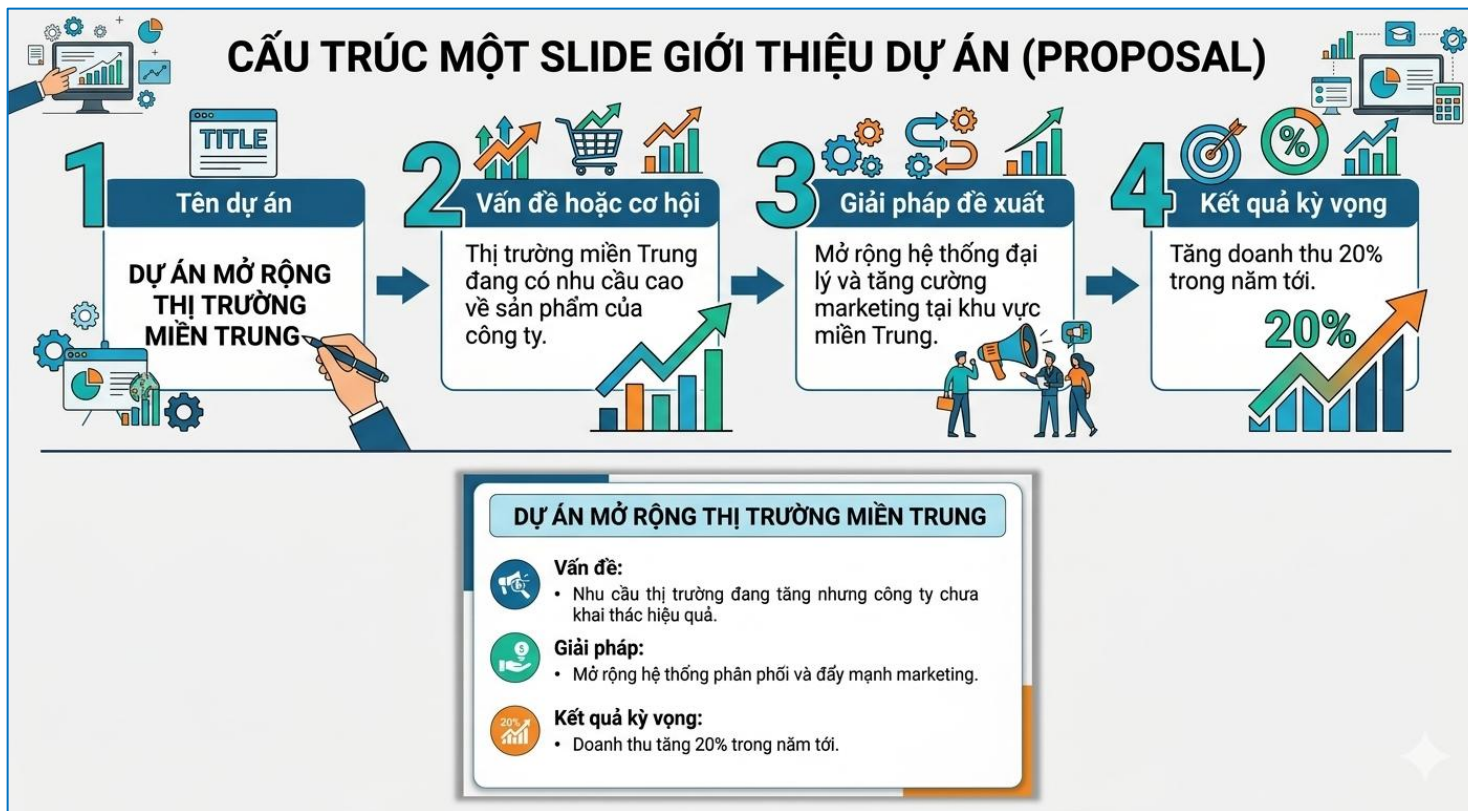 CẤU TRÚC MỘT SLIDE GIỚI THIỆU DỰ ÁN (PROPOSAL)
1
TITLE
Tên dự án
DỰ ÁN MỞ RỘNG
THỊ TRƯỜNG
MIỀN TRUNG
2
Vấn đề hoặc cơ hội
Thị trường miền Trung
đang có nhu cầu cao
về sản phẩm của
công ty.
3
Giải pháp đề xuất
Mở rộng hệ thống đại
lý và tăng cường
marketing tại khu vực
miền Trung.
4
%
Kết quả kỳ vọng
Tăng doanh thu 20%
trong năm tới.
20%
DỰ ÁN MỞ RỘNG THỊ TRƯỜNG MIỀN TRUNG
Vấn đề:
• Nhu cầu thị trường đang tăng nhưng công ty chưa
khai thác hiệu quả.
$
Giải pháp:
• Mở rộng hệ thống phân phối và đẩy mạnh marketing.
20%
Kết quả kỳ vọng:
• Doanh thu tăng 20% trong năm tới.